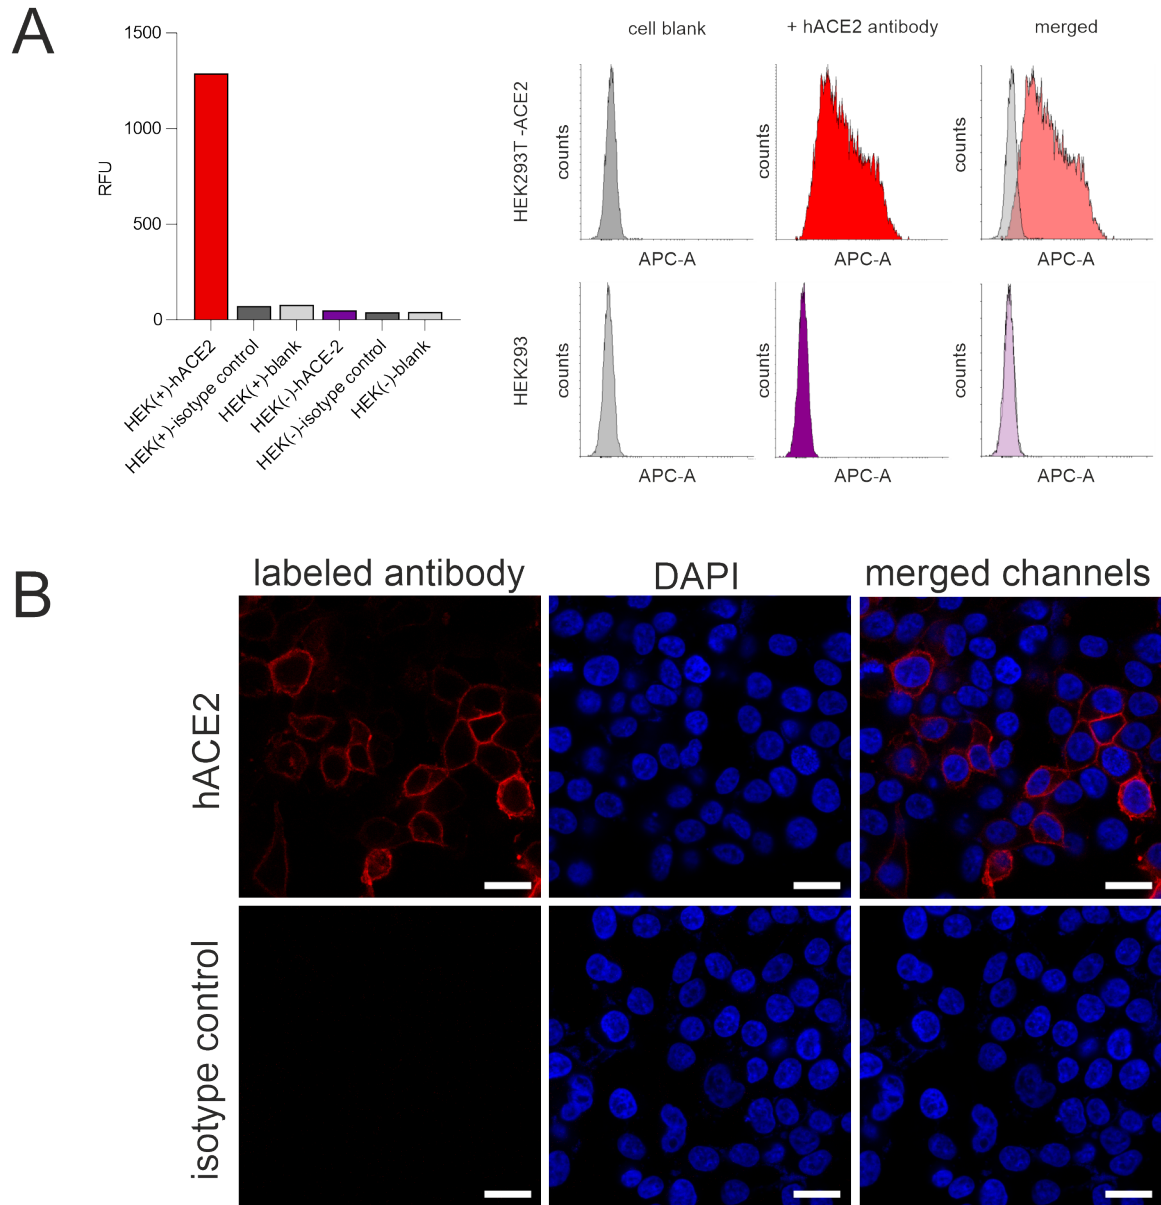 A
1500
1000
500
0
RFU
HEK(+)-hACE2
HEK(+)-isotype control
HEK(+)-blank
HEK(-)-hACE-2
HEK(-)-isotype control
HEK(-)-blank
cell blank
+ hACE2 antibody
merged
HEK293T -ACE2
counts
counts
counts
APC-A
APC-A
APC-A
HEK293
counts
counts
counts
APC-A
APC-A
APC-A
B
labeled antibody
DAPI
merged channels
hACE2
isotype control